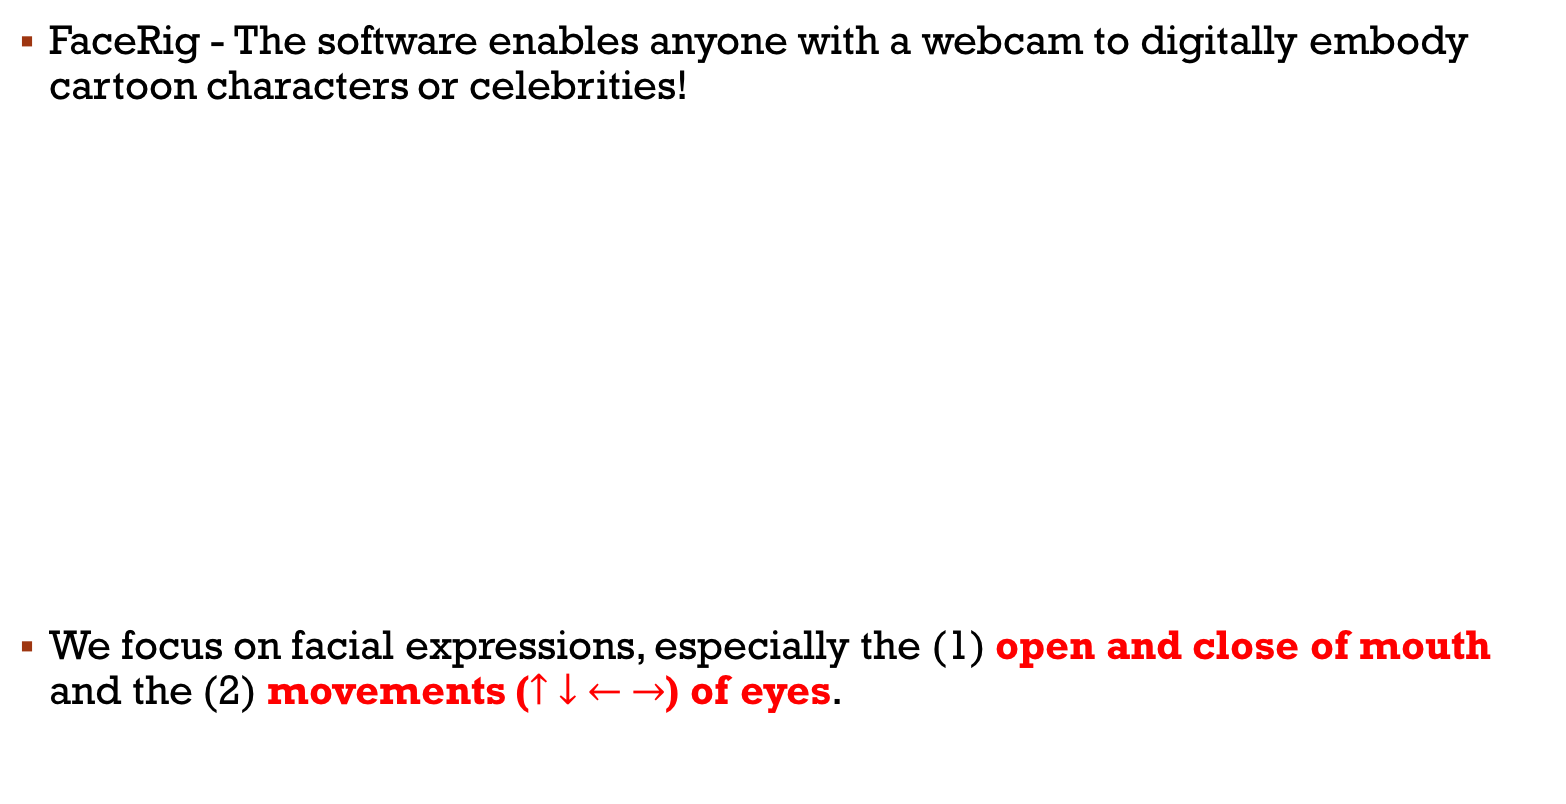 ▪ FaceRig - The software enables anyone with a webcam to digitally embody
cartoon characters or celebrities!
▪ We focus on facial expressions, especially the (1) open and close of mouth
and the (2) movements (↑ ↓ ← →) of eyes.